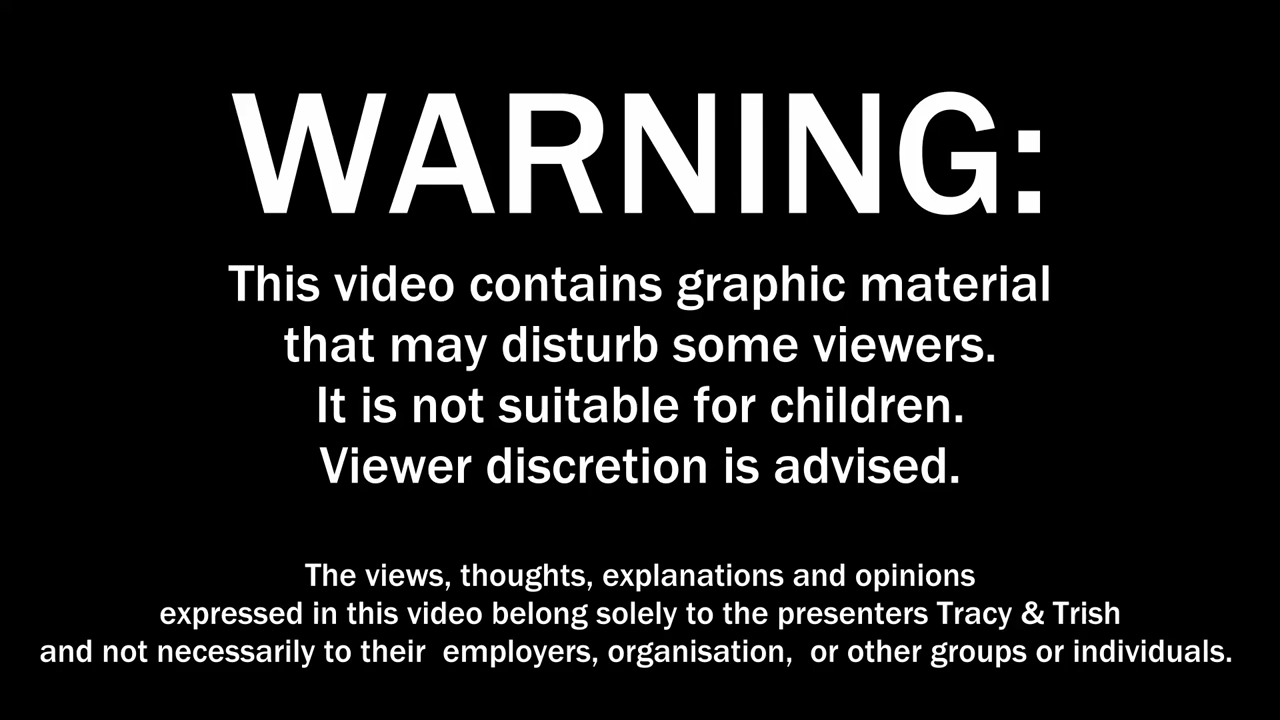 WARNING:
This video contains graphic material
that may disturb some viewers.
It is not suitable for children.
Viewer discretion is advised.
The views, thoughts, explanations and opinions
expressed in this video belong solely to the presenters Tracy & Trish
and not necessarily to their  employers, organisation,  or other groups or individuals.